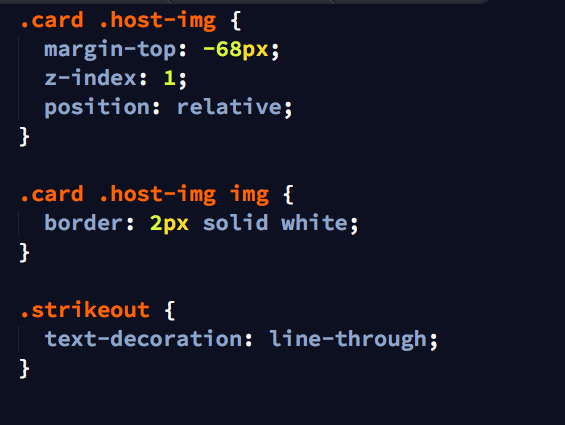 .card .host-img {
  margin-top: -68px;
  z-index: 1;
  position: relative;
}

.card .host-img img {
  border: 2px solid white;
}

.strikeout {
  text-decoration: line-through;
}